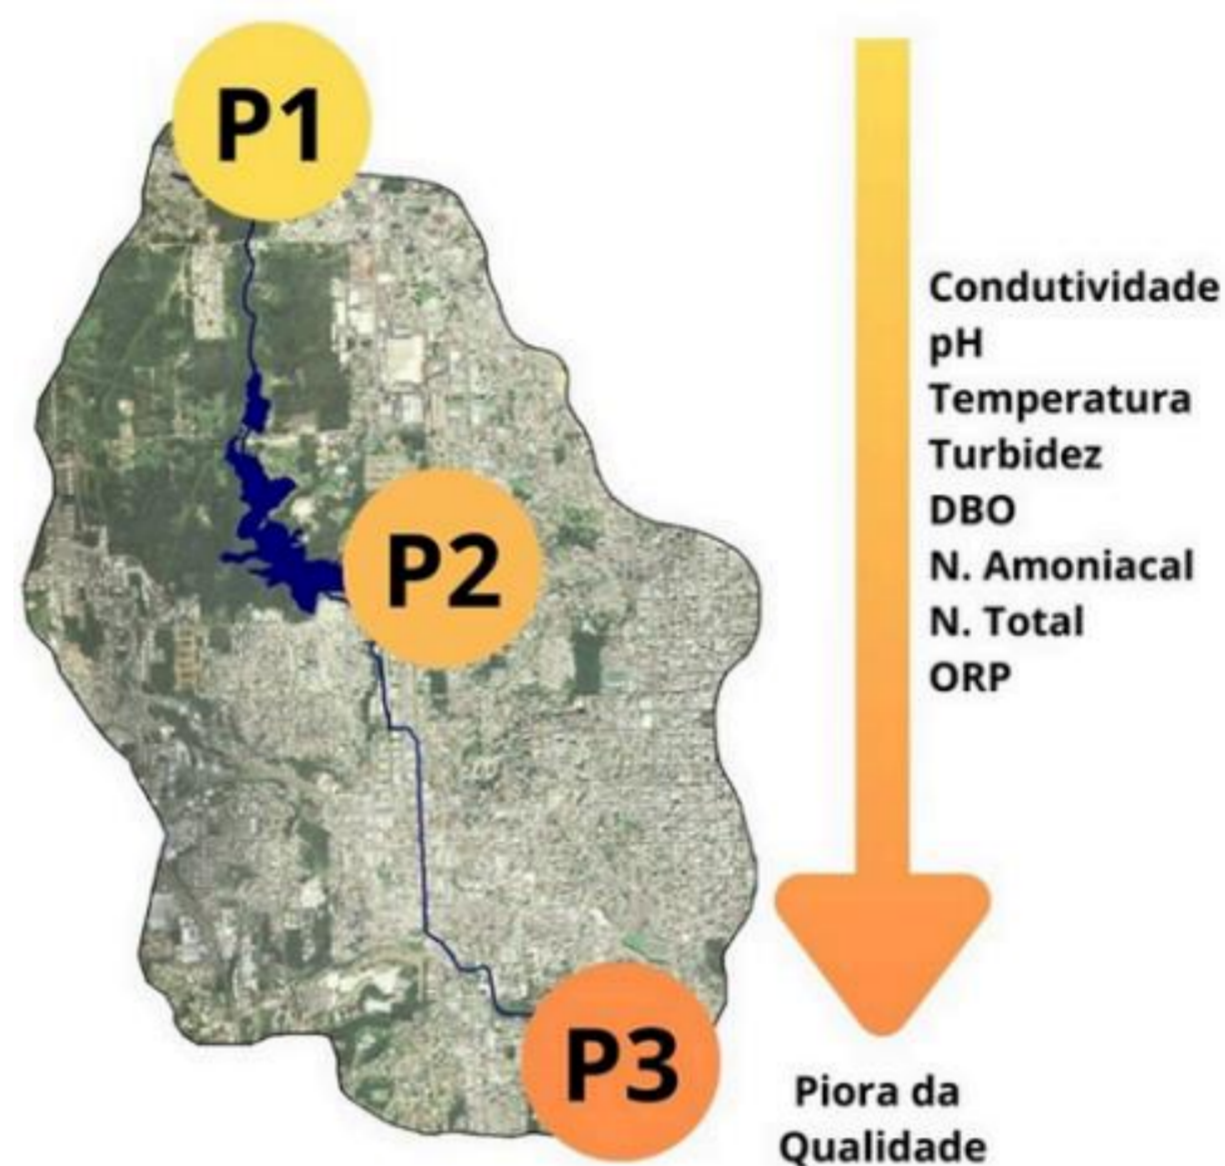 P1
P2
P3
Condutividade
pH
Temperatura
Turbidez
DBO
N. Amoniacal
N. Total
ORP
Piora da
Qualidade